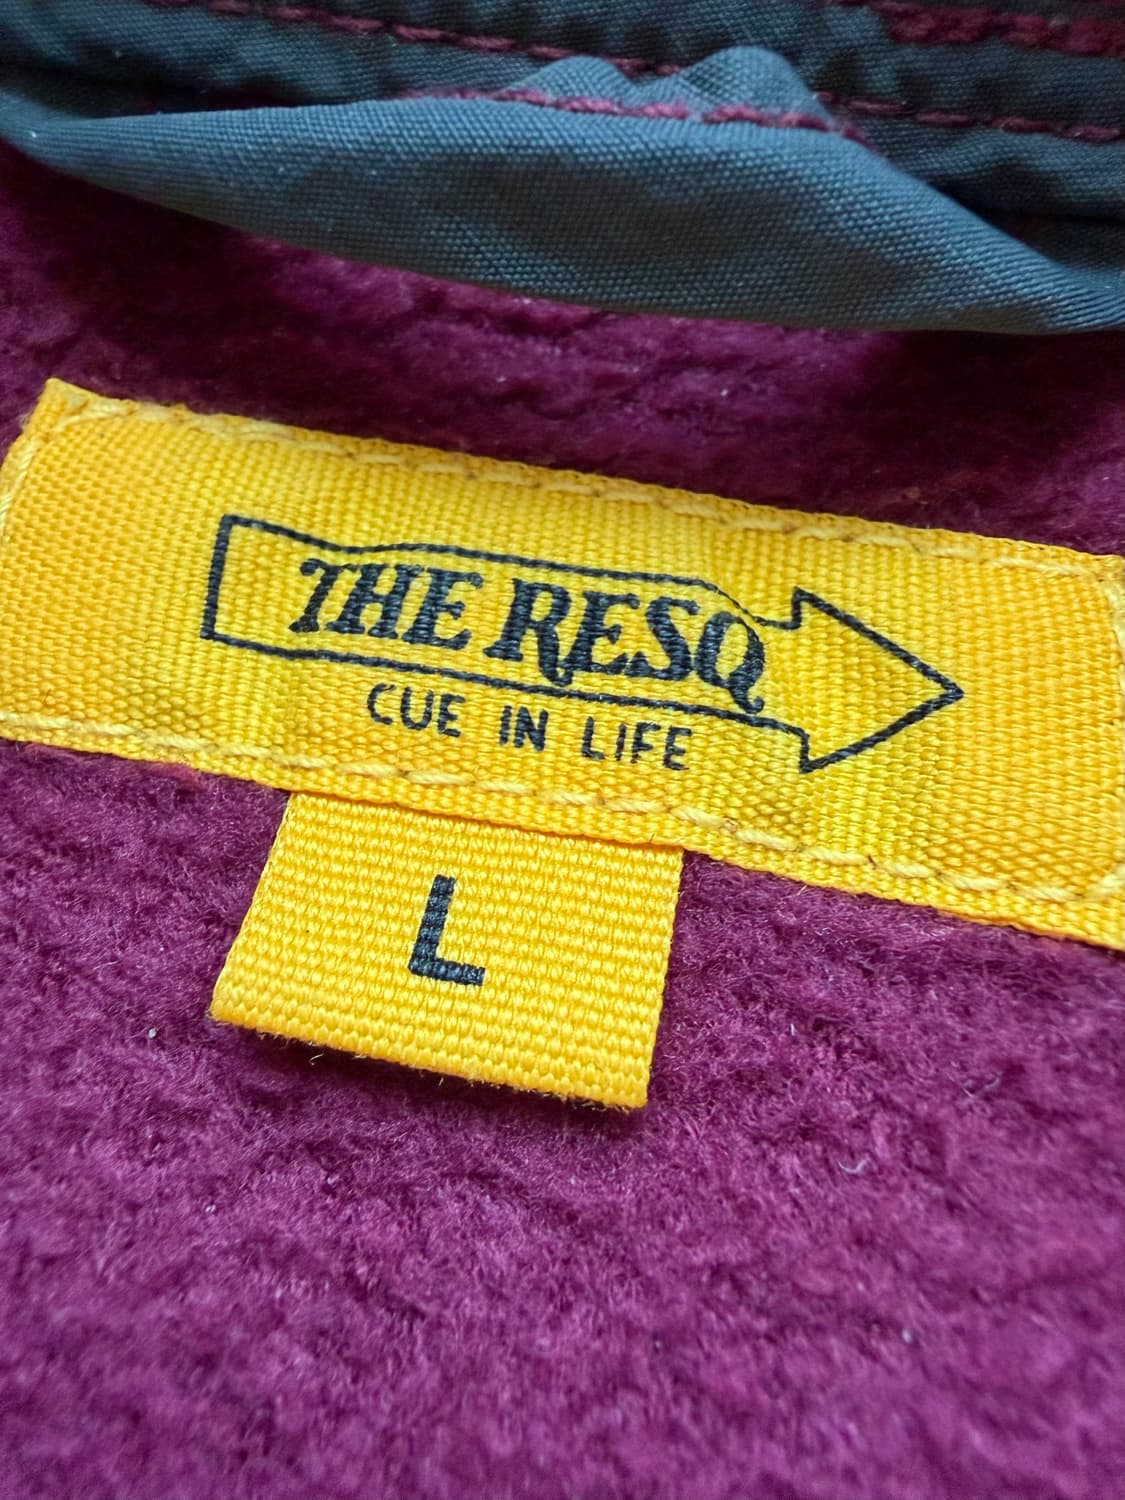 THE RESQ
CUE IN LIFE
L